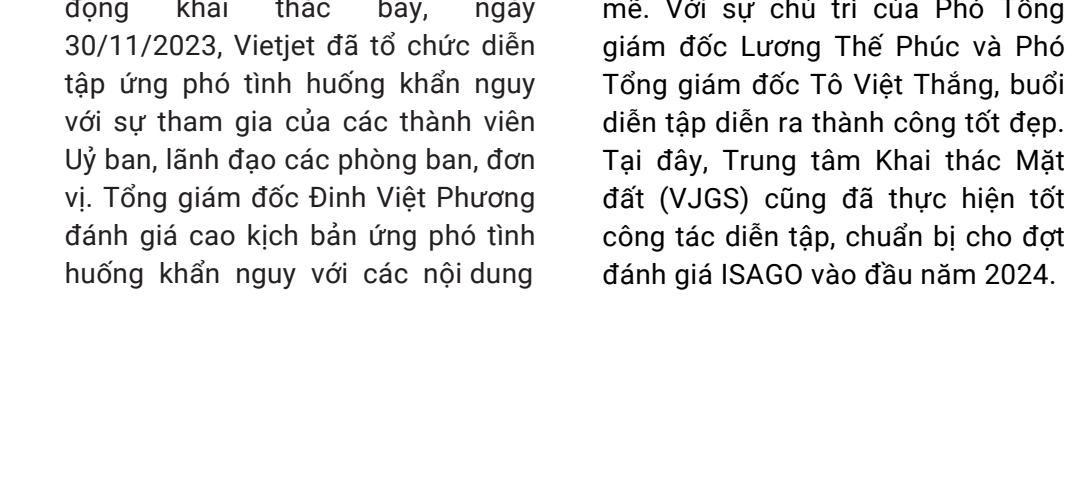 động khai thác bay, ngày
30/11/2023, Vietjet đã tổ chức diễn
tập ứng phó tình huống khẩn nguy
với sự tham gia của các thành viên
Uỷ ban, lãnh đạo các phòng ban, đơn
vị. Tổng giám đốc Đinh Việt Phương
đánh giá cao kịch bản ứng phó tình
huống khẩn nguy với các nội dung
mẽ. Với sự chủ trì của Phó Tổng
giám đốc Lương Thế Phúc và Phó
Tổng giám đốc Tô Việt Thắng, buổi
diễn tập diễn ra thành công tốt đẹp.
Tại đây, Trung tâm Khai thác Mặt
đất (VJGS) cũng đã thực hiện tốt
công tác diễn tập, chuẩn bị cho đợt
đánh giá ISAGO vào đầu năm 2024.